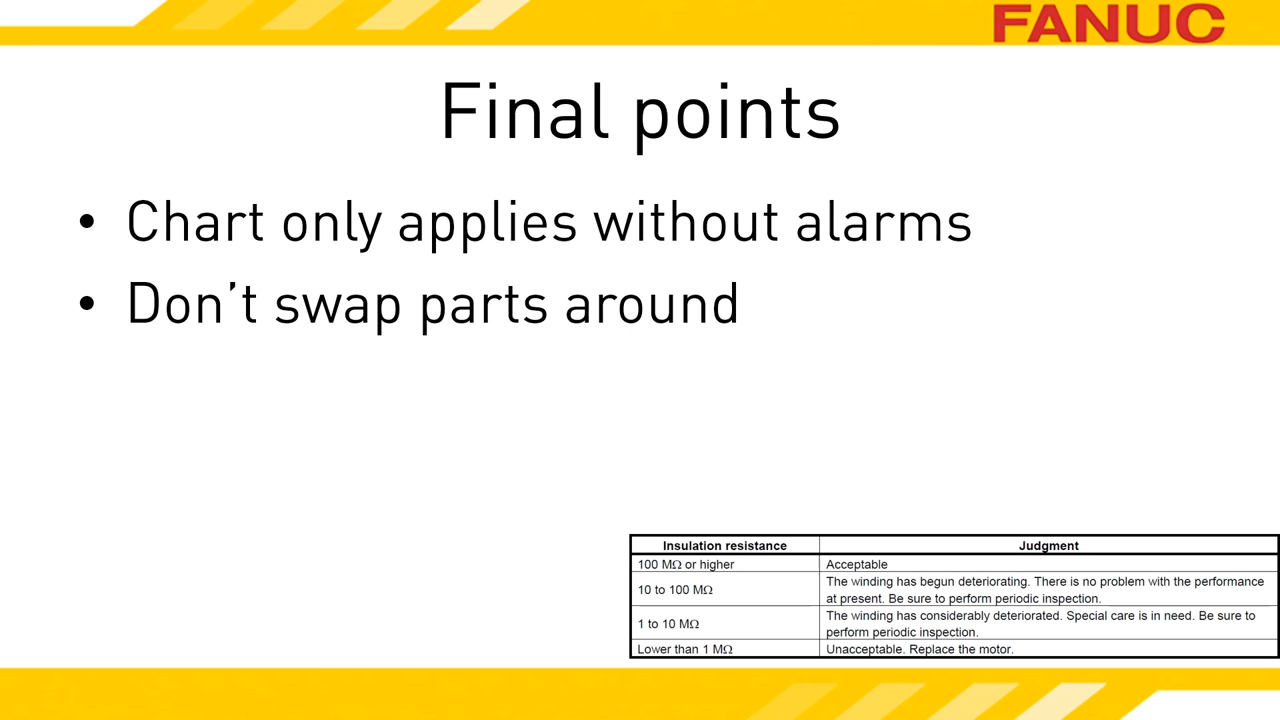 FANUC
Final points
• Chart only applies without alarms
• Don’t swap parts around
Insulation resistance Judgment
100 MΩ or higher Acceptable
10 to 100 MΩ The winding has begun deteriorating. There is no problem with the performance
at present. Be sure to perform periodic inspection.
1 to 10 MΩ The winding has considerably deteriorated. Special care is in need. Be sure to
perform periodic inspection.
Lower than 1 MΩ Unacceptable. Replace the motor.